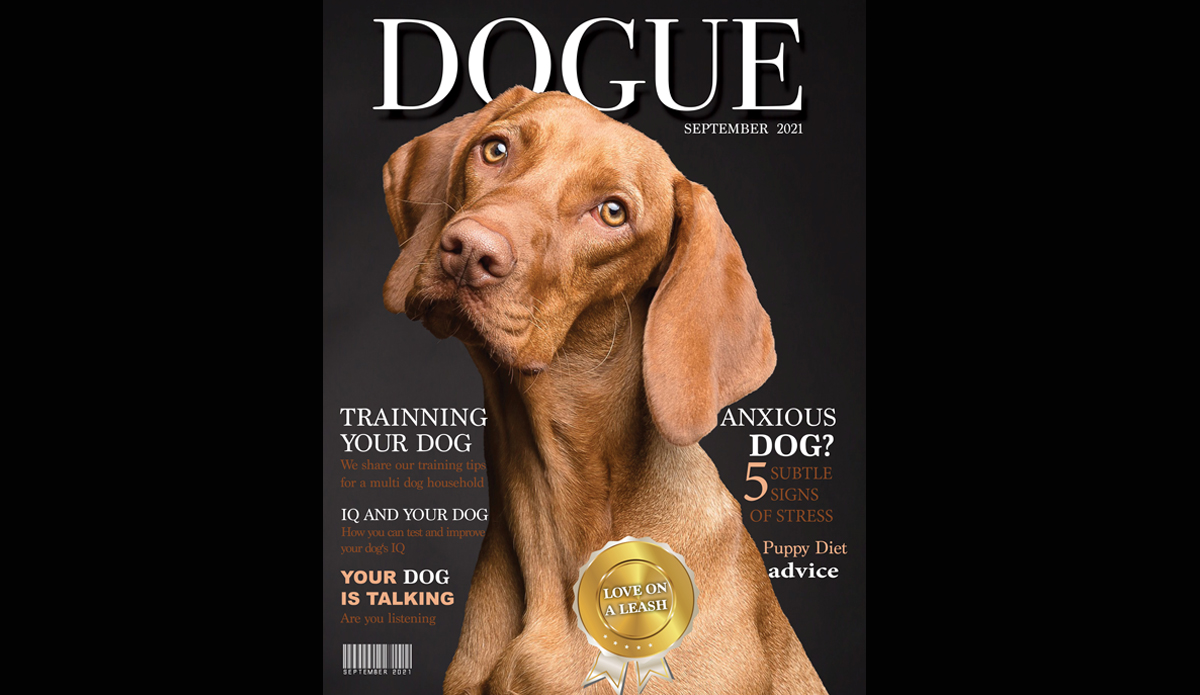 DOGUE
SEPTEMBER 2021
TRAINNING
YOUR DOG
We share our training tips
for a multi dog household
IQ AND YOUR DOG
How you can test and improve
your dog's IQ
YOUR DOG
IS TALKING
Are you listening
SEPTEMBER 2021
ANXIOUS
DOG?
5 SUBTLE
SIGNS
OF STRESS
Puppy Diet
advice
LOVE ON
A LEASH